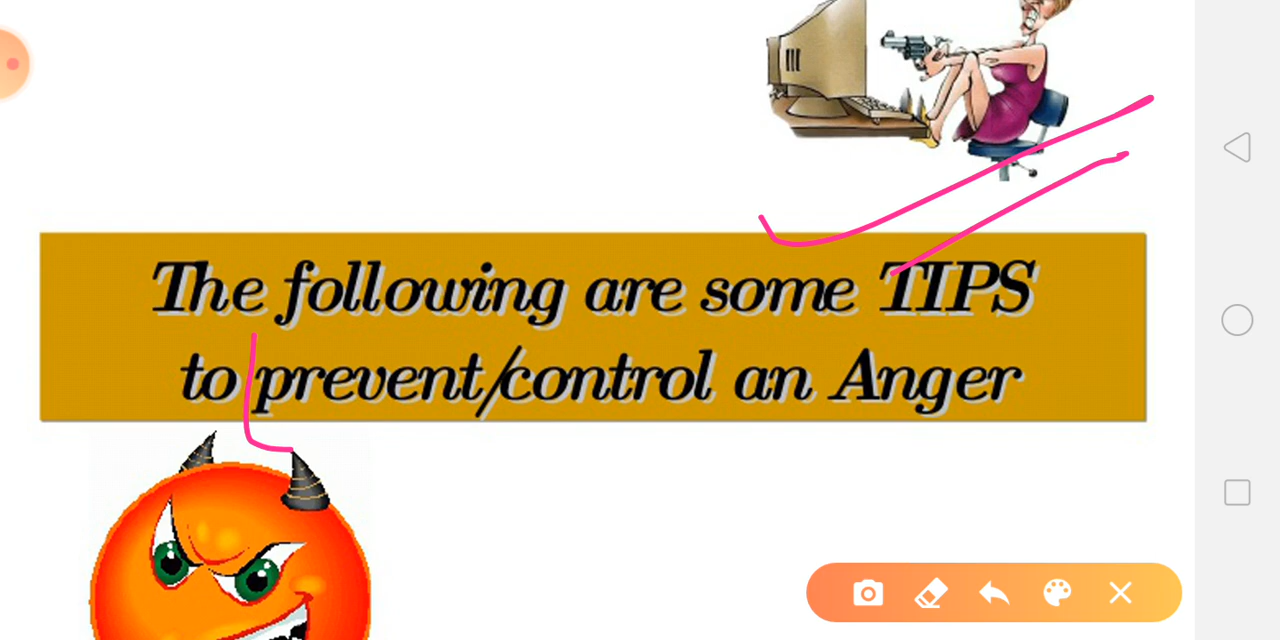 The following are some TIPS
to prevent/control an Anger